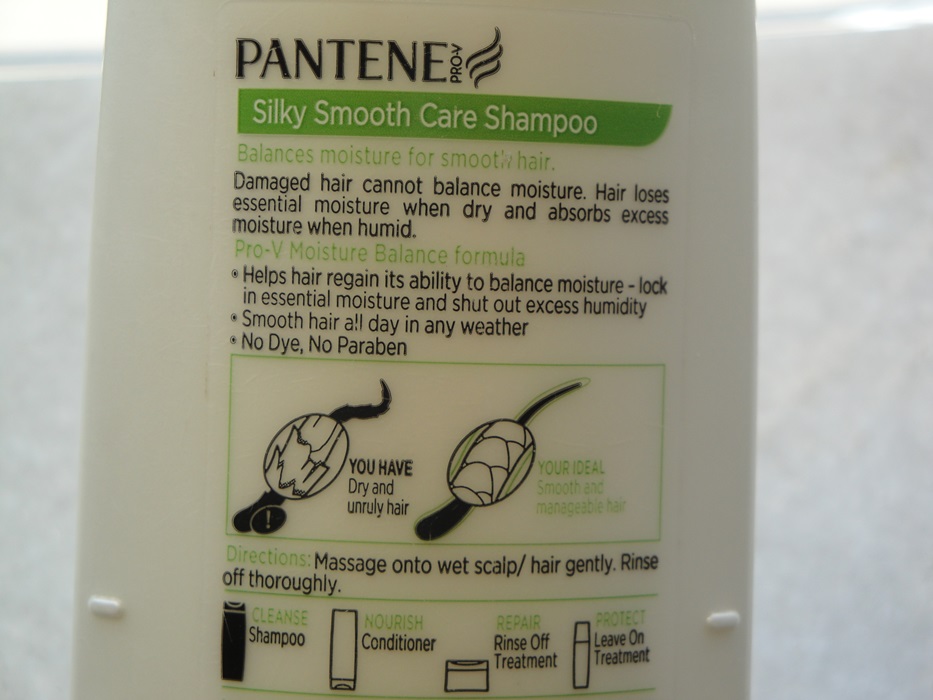 PANTENE PRO-V
Silky Smooth Care Shampoo
Balances moisture for smooth hair.
Damaged hair cannot balance moisture. Hair loses
essential moisture when dry and absorbs excess
moisture when humid.
Pro-V Moisture Balance formula
• Helps hair regain its ability to balance moisture - lock
in essential moisture and shut out excess humidity
• Smooth hair all day in any weather
• No Dye, No Paraben
YOU HAVE
Dry and
unruly hair
!
YOUR IDEAL
Smooth and
manageable hair
Directions: Massage onto wet scalp/ hair gently. Rinse
off thoroughly.
CLEANSE
Shampoo
NOURISH
Conditioner
REPAIR
Rinse Off
Treatment
PROTECT
Leave On
Treatment